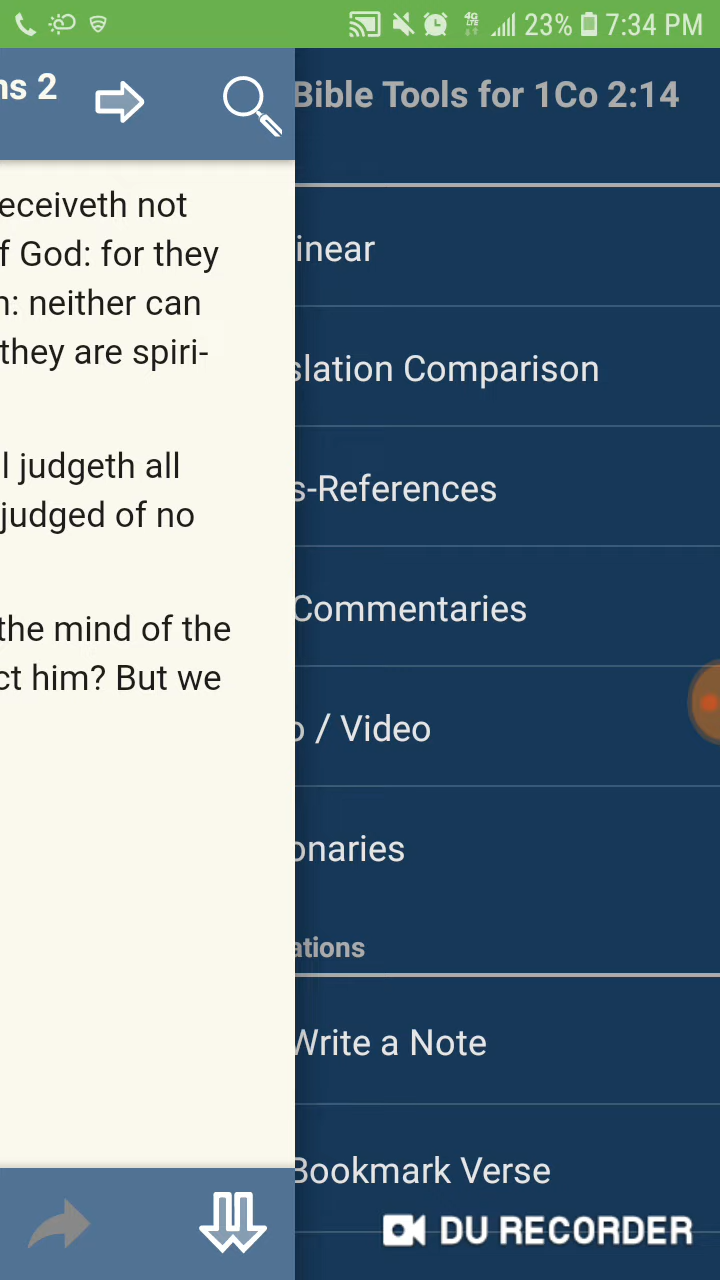 4G LTE 23% 7:34 PM
ns 2
Bible Tools for 1Co 2:14
eceiveth not
f God: for they
n: neither can
they are spiri-
l judgeth all
judged of no
the mind of the
ct him? But we
inear
slation Comparison
s-References
Commentaries
o / Video
onaries
ations
Write a Note
Bookmark Verse
DU RECORDER